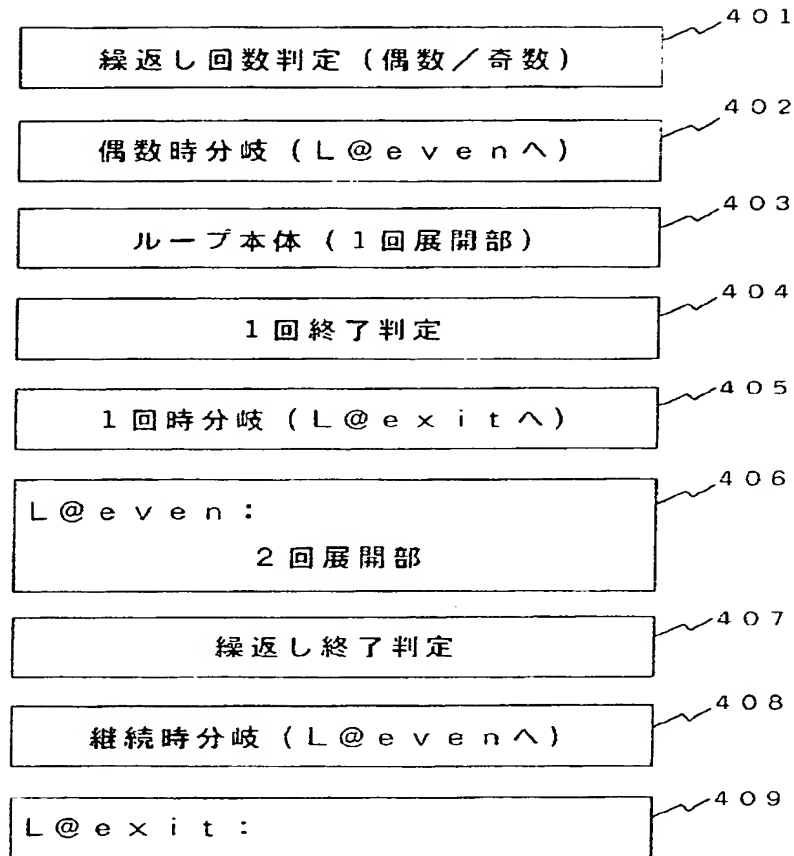 401
繰返し回数判定（偶数／奇数）
402
偶数時分岐（L@evenへ）
403
ループ本体（1回展開部）
404
1回終了判定
405
1回時分岐（L@exitへ）
406
L@even：
2回展開部
407
繰返し終了判定
408
継続時分岐（L@evenへ）
409
L@exit：